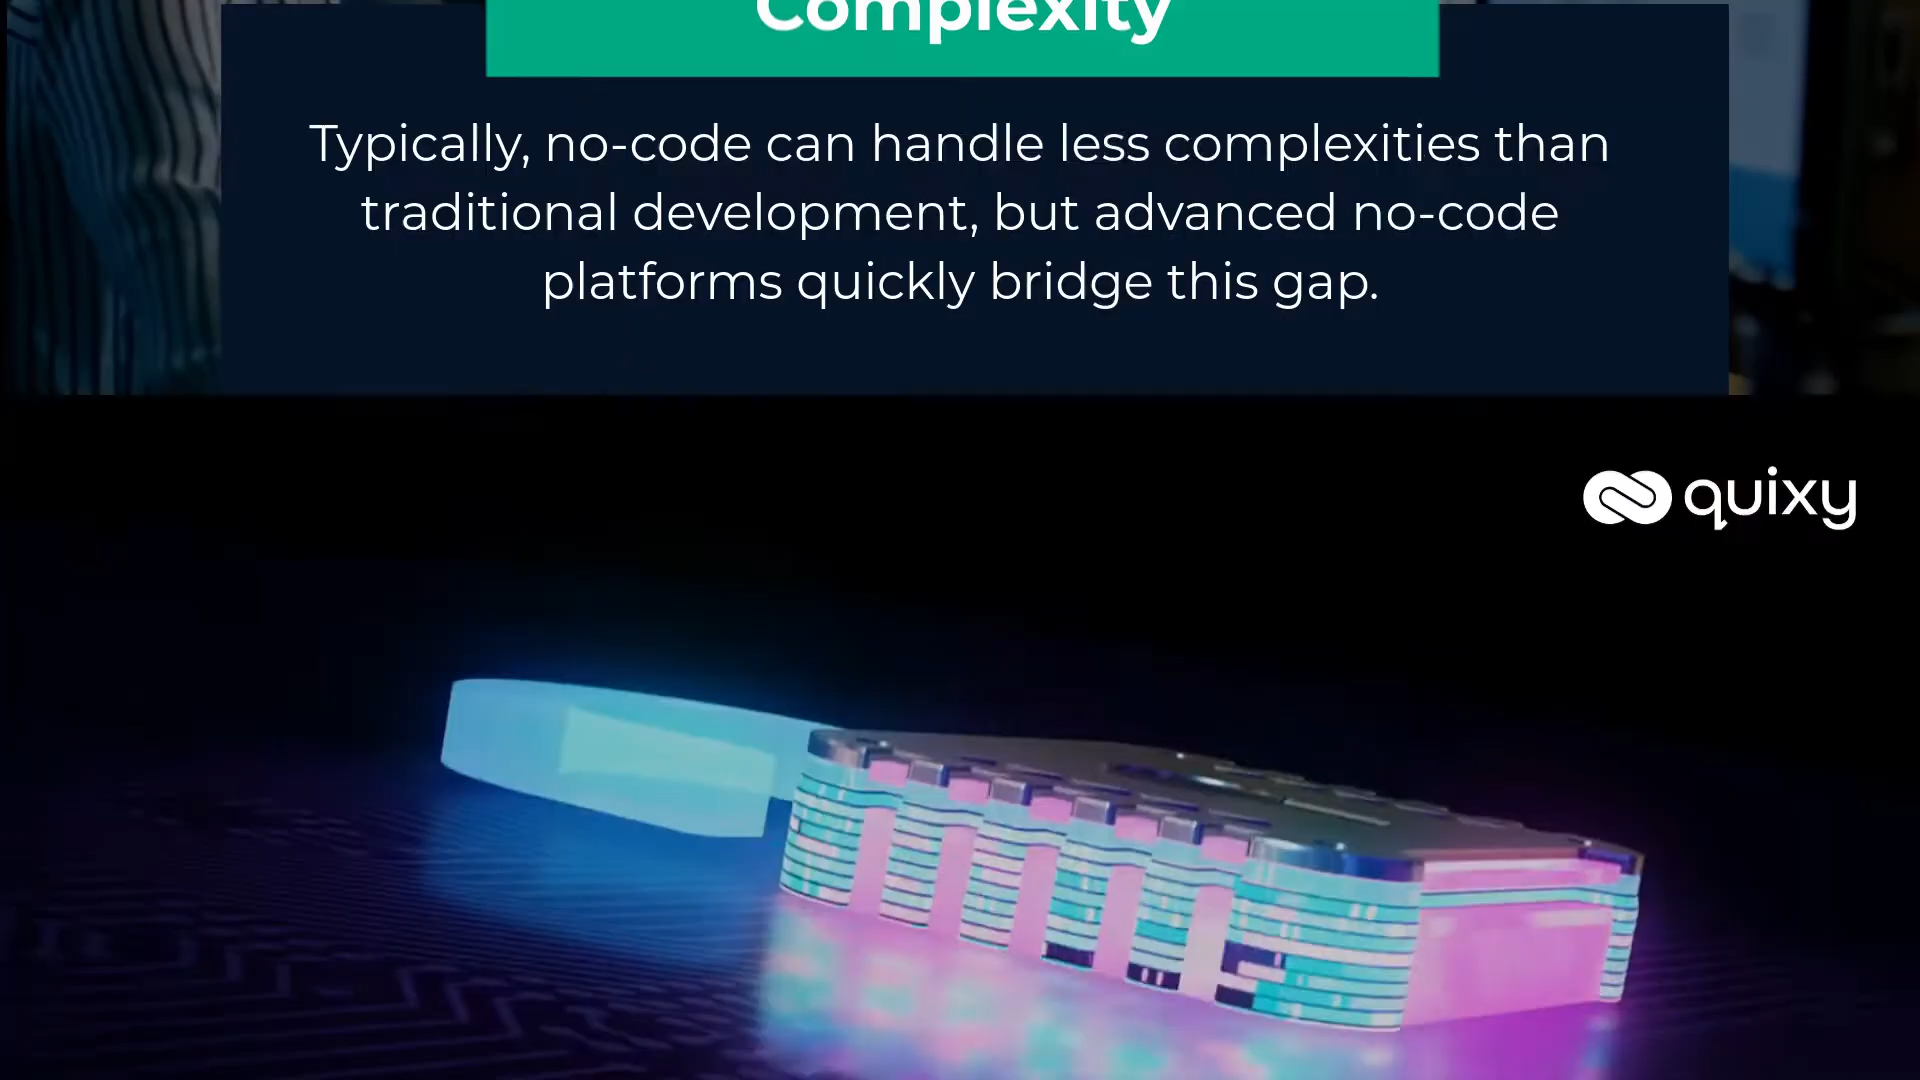 Complexity
Typically, no-code can handle less complexities than
traditional development, but advanced no-code
platforms quickly bridge this gap.
quixy